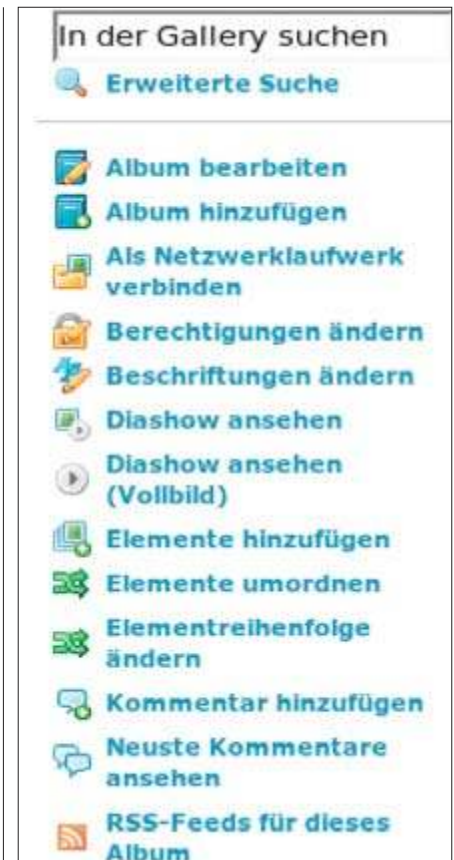 In der Gallery suchen
Erweiterte Suche
Album bearbeiten
Album hinzufügen
Als Netzwerklaufwerk
verbinden
Berechtigungen ändern
Beschriftungen ändern
Diashow ansehen
Diashow ansehen
(Vollbild)
Elemente hinzufügen
Elemente umordnen
Elementreihenfolge
ändern
Kommentar hinzufügen
Neuste Kommentare
ansehen
RSS-Feeds für dieses
Album